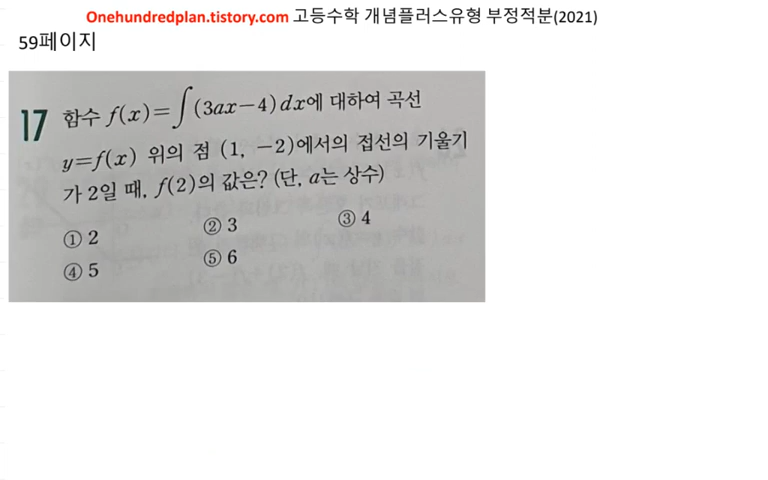 Onehundredplan.tistory.com 고등수학 개념플러스유형 부정적분(2021)
59페이지
17 함수 f(x)=∫(3ax-4)dx에 대하여 곡선
y=f(x) 위의 점 (1, -2)에서의 접선의 기울기
가 2일 때, f(2)의 값은? (단, a는 상수)
① 2 ② 3 ③ 4
④ 5 ⑤ 6